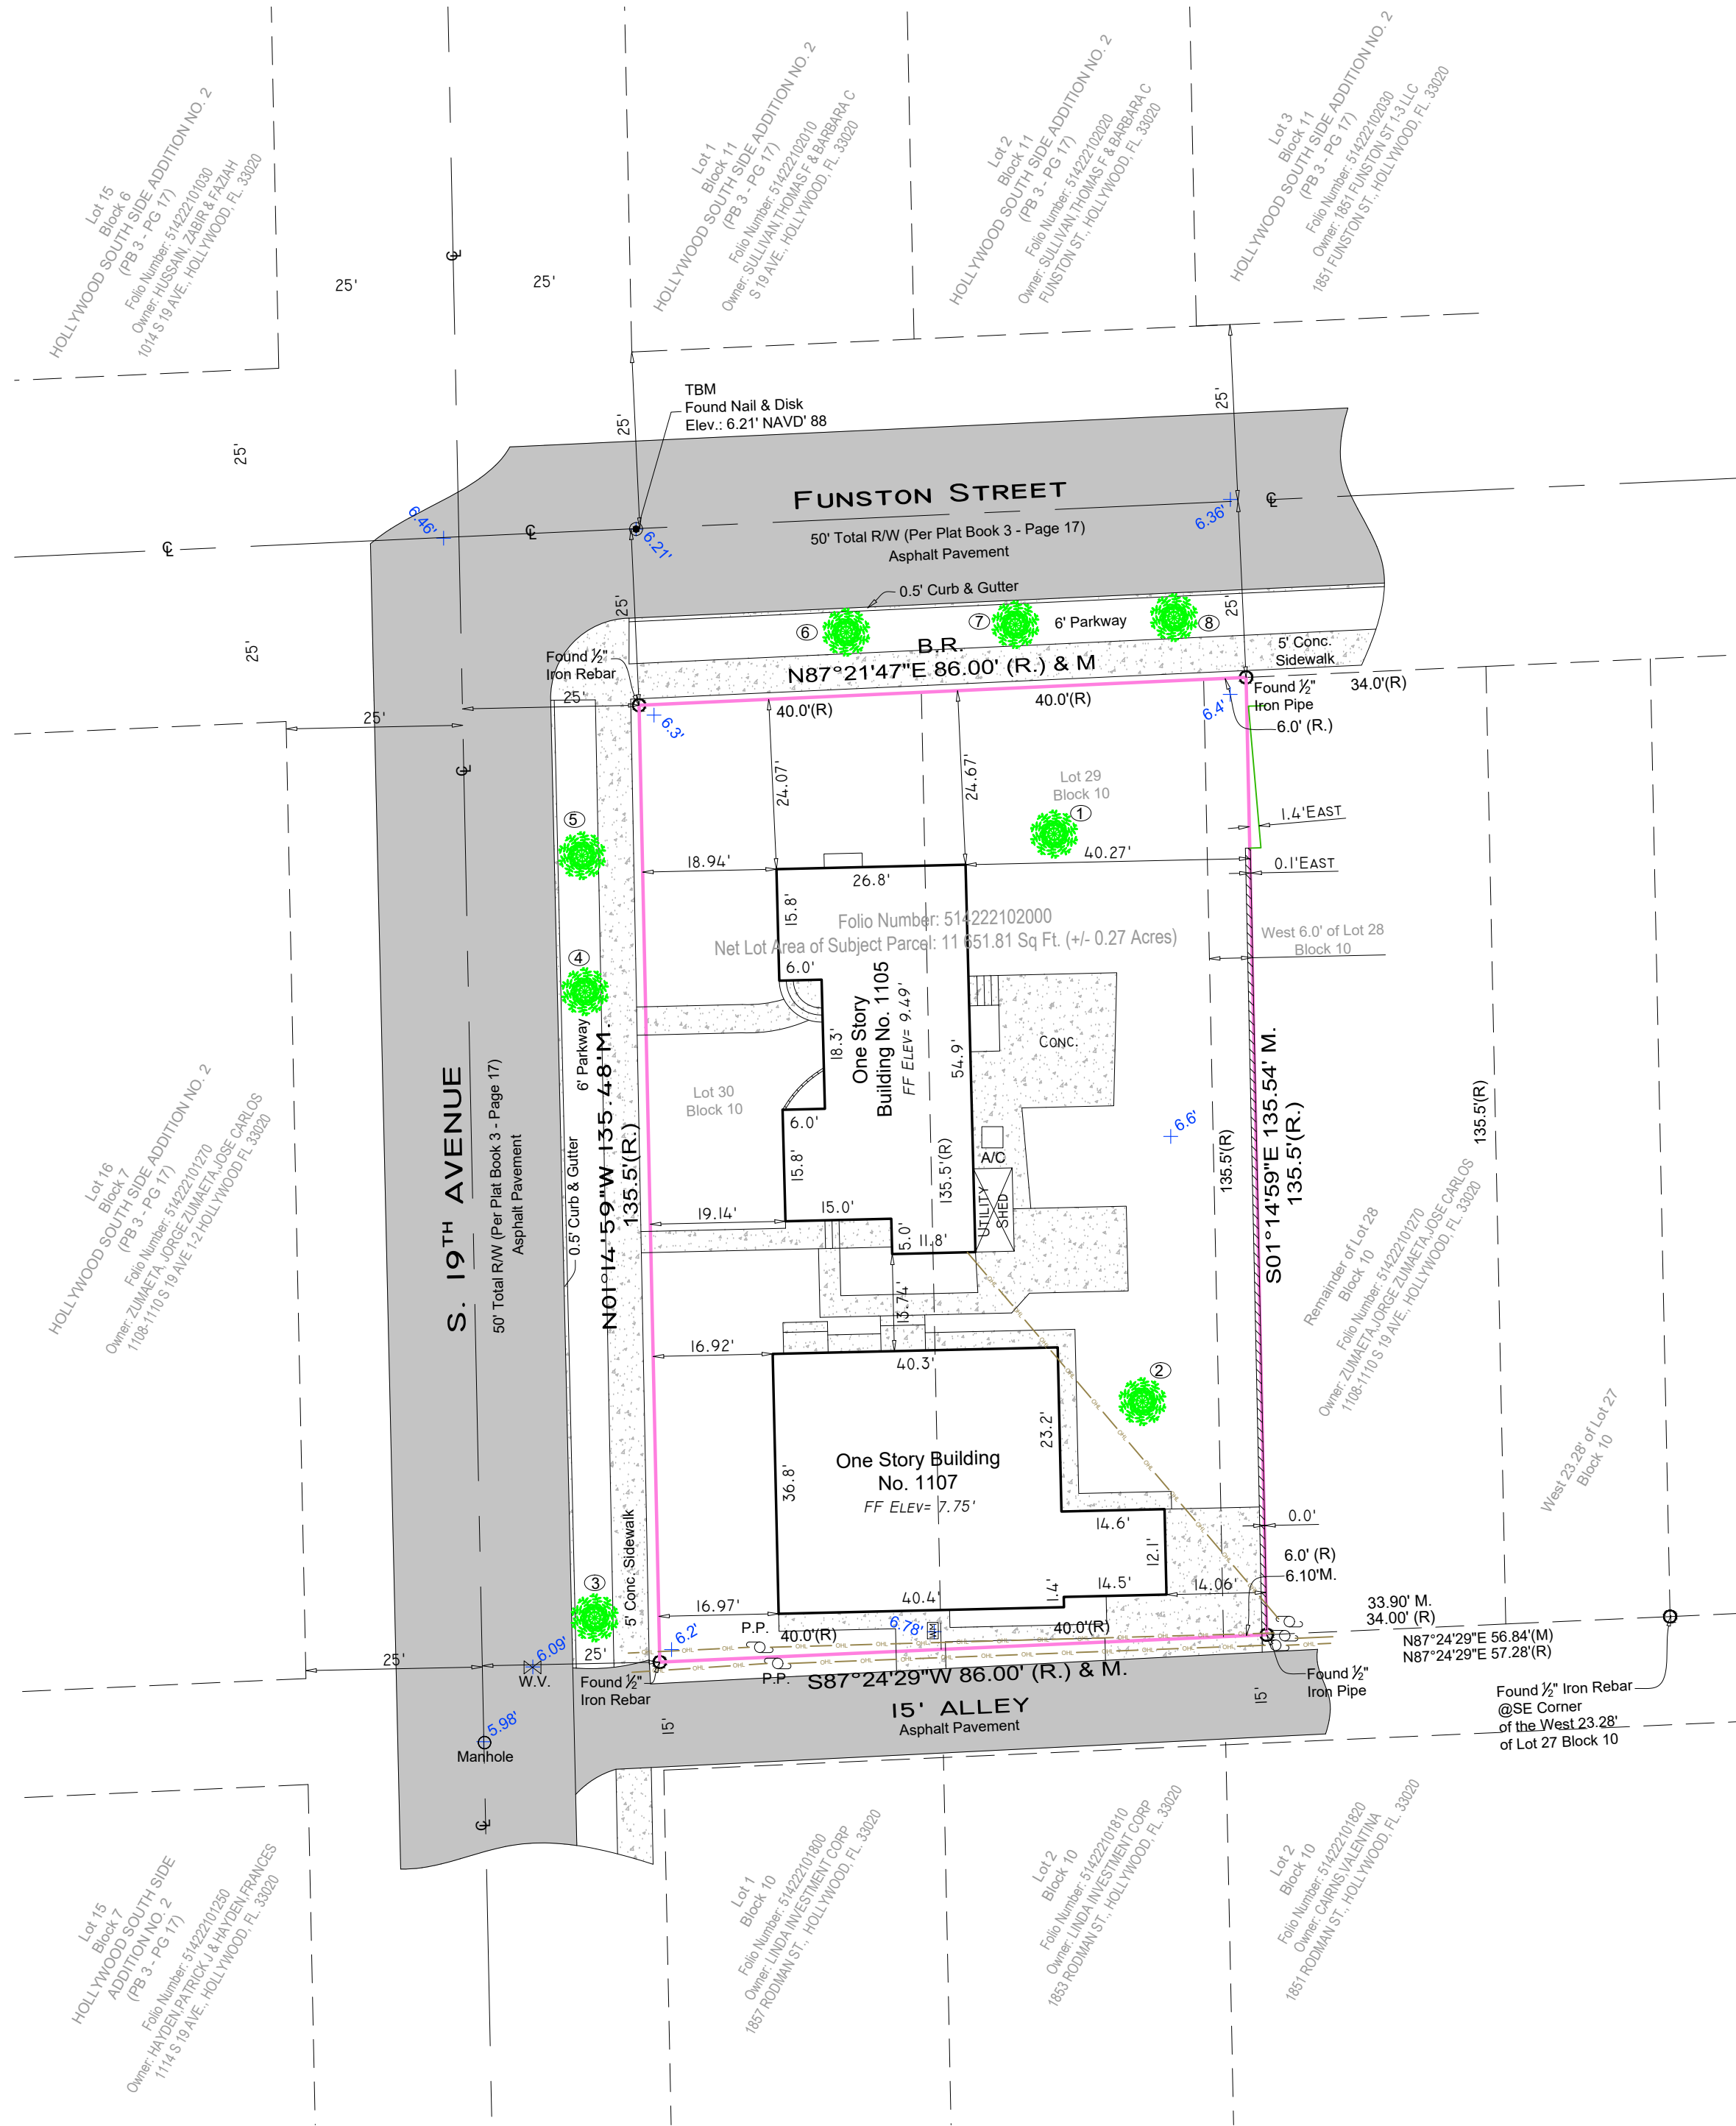 Lot 15
Block 6
HOLLYWOOD SOUTH SIDE ADDITION NO. 2
(PB 3 - PG 17)
Folio Number: 514222101030
Owner: HUSSAIN, ZABIR & FAZIAH
1014 S 19 AVE., HOLLYWOOD, FL. 33020
Lot 1
Block 11
HOLLYWOOD SOUTH SIDE ADDITION NO. 2
(PB 3 - PG 17)
Folio Number: 514222102010
Owner: SULLIVAN,THOMAS F & BARBARA C
S 19 AVE., HOLLYWOOD, FL. 33020
Lot 2
Block 11
HOLLYWOOD SOUTH SIDE ADDITION NO. 2
(PB 3 - PG 17)
Folio Number: 514222102020
Owner: SULLIVAN,THOMAS F & BARBARA C
FUNSTON ST., HOLLYWOOD, FL. 33020
Lot 3
Block 11
HOLLYWOOD SOUTH SIDE ADDITION NO. 2
(PB 3 - PG 17)
Folio Number: 514222102030
Owner: 1851 FUNSTON ST 1-3 LLC
1851 FUNSTON ST., HOLLYWOOD, FL. 33020
25'
25'
25'
25'
25'
25'
TBM
Found Nail & Disk
Elev.: 6.21' NAVD' 88
FUNSTON STREET
50' Total R/W (Per Plat Book 3 - Page 17)
Asphalt Pavement
6.46'
6.21'
6.36'
0.5' Curb & Gutter
25'
25'
6
7
8
6' Parkway
B.R.
N87°21'47"E 86.00' (R.) & M
5' Conc.
Sidewalk
Found ½"
Iron Rebar
25'
25'
40.0'(R)
40.0'(R)
34.0'(R)
Found ½"
Iron Pipe
6.0' (R.)
6.3'
6.4'
24.07'
24.67'
Lot 29
Block 10
1
1.4'EAST
0.1'EAST
5
18.94'
40.27'
26.8'
15.8'
Folio Number: 514222102000
Net Lot Area of Subject Parcel: 11 651.81 Sq Ft. (+/- 0.27 Acres)
West 6.0' of Lot 28
Block 10
4
6.0'
One Story
Building No. 1105
FF ELEV= 9.49'
18.3'
54.9'
CONC.
6' Parkway
N01°14'59"W 135.48'M.
135.5'(R.)
S01°14'59"E 135.54' M.
135.5'(R.)
Lot 30
Block 10
6.0'
6.6'
A/C
UTILITY
SHED
135.5'(R)
135.5'(R)
135.5'(R)
15.8'
19.14'
15.0'
5.0'
11.8'
13.74'
S. 19TH AVENUE
50' Total R/W (Per Plat Book 3 - Page 17)
Asphalt Pavement
0.5' Curb & Gutter
Lot 16
Block 7
HOLLYWOOD SOUTH SIDE ADDITION NO. 2
(PB 3 - PG 17)
Folio Number: 514222101270
Owner: ZUMAETA, JORGE ZUMAETA,JOSE CARLOS
1108-1110 S 19 AVE 1-2 HOLLYWOOD FL 33020
Remainder of Lot 28
Block 10
Folio Number: 514222101270
Owner: ZUMAETA,JORGE ZUMAETA,JOSE CARLOS
1108-1110 S 19 AVE., HOLLYWOOD, FL. 33020
West 23.28' of Lot 27
Block 10
16.92'
40.3'
2
23.2'
One Story Building
No. 1107
FF ELEV= 7.75'
36.8'
14.6'
12.1'
0.0'
6.0' (R)
6.10'M.
5' Conc. Sidewalk
3
16.97'
40.4'
1.4'
14.5'
14.06'
33.90' M.
34.00' (R)
N87°24'29"E 56.84'(M)
N87°24'29"E 57.28'(R)
6.2'
P.P.
40.0'(R)
6.78'
WM
40.0'(R)
P.P.
OHL
25'
25'
6.09'
W.V.
Found ½"
Iron Rebar
S87°24'29"W 86.00' (R.) & M.
15' ALLEY
Asphalt Pavement
15'
15'
Found ½"
Iron Pipe
Found ½" Iron Rebar
@SE Corner
of the West 23.28'
of Lot 27 Block 10
5.98'
Manhole
Lot 15
Block 7
HOLLYWOOD SOUTH SIDE
ADDITION NO. 2
(PB 3 - PG 17)
Folio Number: 514222101250
Owner: HAYDEN,PATRICK J & HAYDEN,FRANCES
1114 S 19 AVE., HOLLYWOOD, FL. 33020
Lot 1
Block 10
Folio Number: 514222101800
Owner: LINDA INVESTMENT CORP
1857 RODMAN ST., HOLLYWOOD, FL. 33020
Lot 2
Block 10
Folio Number: 514222101810
Owner: LINDA INVESTMENT CORP
1853 RODMAN ST., HOLLYWOOD, FL. 33020
Lot 2
Block 10
Folio Number: 514222101820
Owner: CAIRNS,VALENTINA
1851 RODMAN ST., HOLLYWOOD, FL. 33020